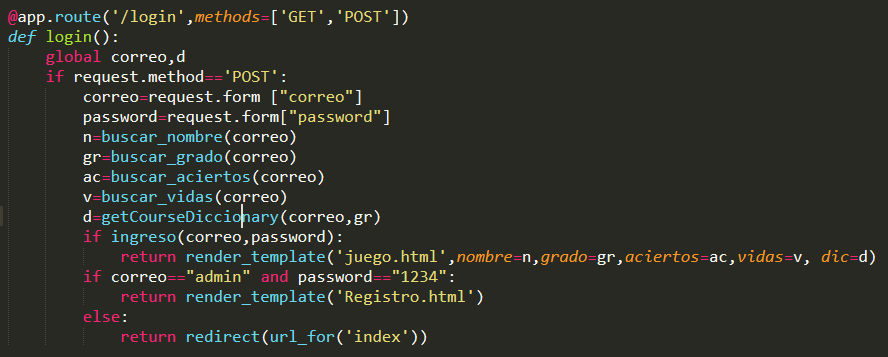 @app.route('/login',methods=['GET','POST'])
def login():
    global correo,d
    if request.method=='POST':
        correo=request.form ["correo"]
        password=request.form["password"]
        n=buscar_nombre(correo)
        gr=buscar_grado(correo)
        ac=buscar_aciertos(correo)
        v=buscar_vidas(correo)
        d=getCourseDiccionary(correo,gr)
        if ingreso(correo,password):
            return render_template('juego.html',nombre=n,grado=gr,aciertos=ac,vidas=v, dic=d)
        if correo=="admin" and password=="1234":
            return render_template('Registro.html')
        else:
            return redirect(url_for('index'))